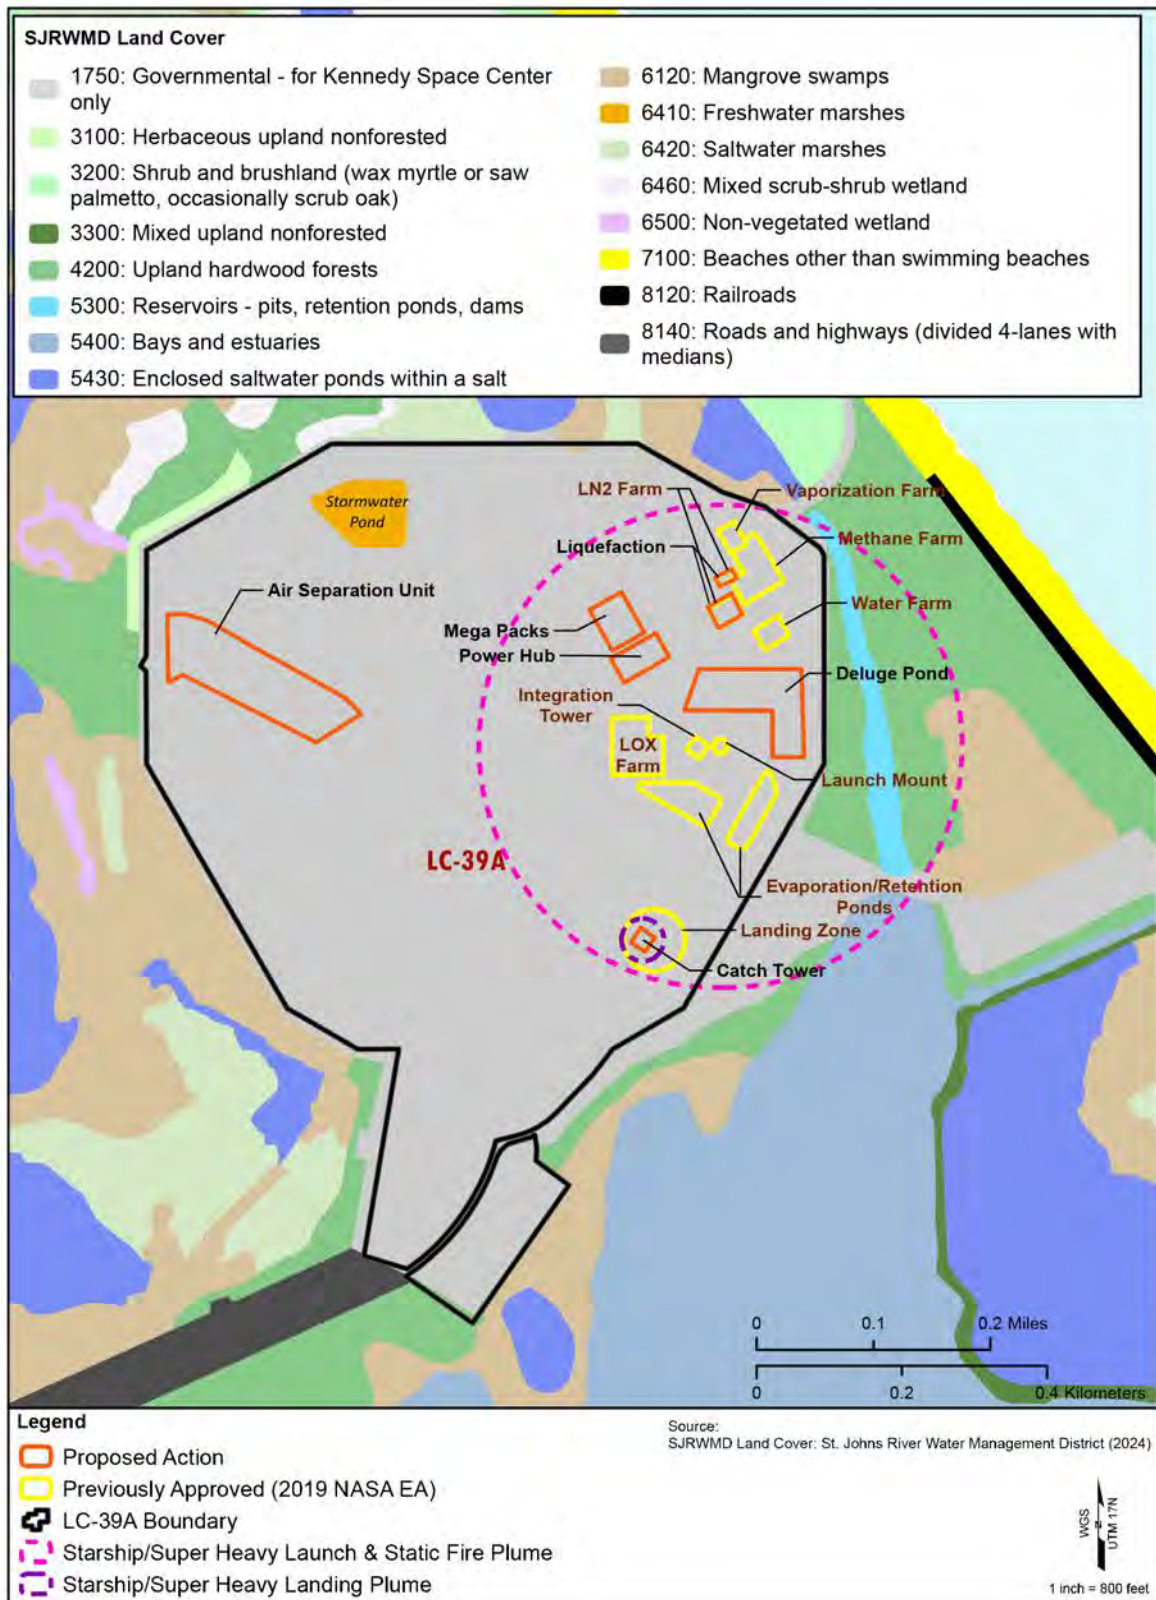 SJRWMD Land Cover
1750: Governmental - for Kennedy Space Center
only
3100: Herbaceous upland nonforested
3200: Shrub and brushland (wax myrtle or saw
palmetto, occasionally scrub oak)
3300: Mixed upland nonforested
4200: Upland hardwood forests
5300: Reservoirs - pits, retention ponds, dams
5400: Bays and estuaries
5430: Enclosed saltwater ponds within a salt
6120: Mangrove swamps
6410: Freshwater marshes
6420: Saltwater marshes
6460: Mixed scrub-shrub wetland
6500: Non-vegetated wetland
7100: Beaches other than swimming beaches
8120: Railroads
8140: Roads and highways (divided 4-lanes with
medians)
Stormwater
Pond
LN2 Farm
Vaporization Farm
Liquefaction
Methane Farm
Air Separation Unit
Water Farm
Mega Packs
Power Hub
Deluge Pond
Integration
Tower
LOX
Farm
Launch Mount
LC-39A
Evaporation/Retention
Ponds
Landing Zone
Catch Tower
0 0.1 0.2 Miles
0 0.2 0.4 Kilometers
Legend
Proposed Action
Previously Approved (2019 NASA EA)
LC-39A Boundary
Starship/Super Heavy Launch & Static Fire Plume
Starship/Super Heavy Landing Plume
Source:
SJRWMD Land Cover: St. Johns River Water Management District (2024)
WGS
N
UTM 17N
1 inch = 800 feet